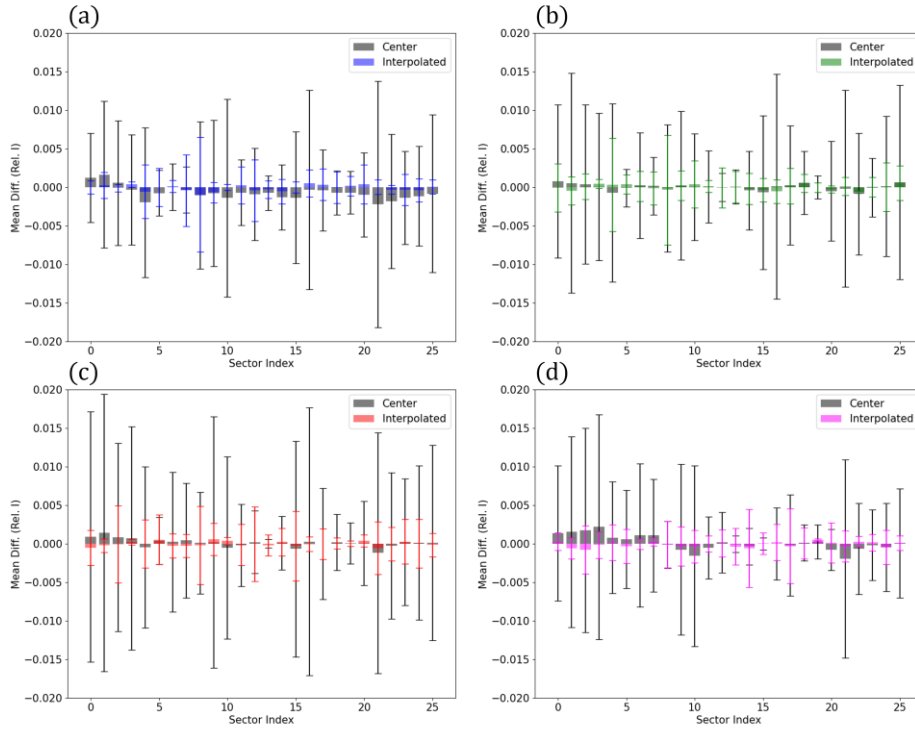 (a)
0.020
0.015
0.010
0.005
0.000
−0.005
−0.010
−0.015
−0.020
Mean Diff. (Rel. I)
Center
Interpolated
0 5 10 15 20 25
Sector Index
(b)
0.020
0.015
0.010
0.005
0.000
−0.005
−0.010
−0.015
−0.020
Mean Diff. (Rel. I)
Center
Interpolated
0 5 10 15 20 25
Sector Index
(c)
0.020
0.015
0.010
0.005
0.000
−0.005
−0.010
−0.015
−0.020
Mean Diff. (Rel. I)
Center
Interpolated
0 5 10 15 20 25
Sector Index
(d)
0.020
0.015
0.010
0.005
0.000
−0.005
−0.010
−0.015
−0.020
Mean Diff. (Rel. I)
Center
Interpolated
0 5 10 15 20 25
Sector Index